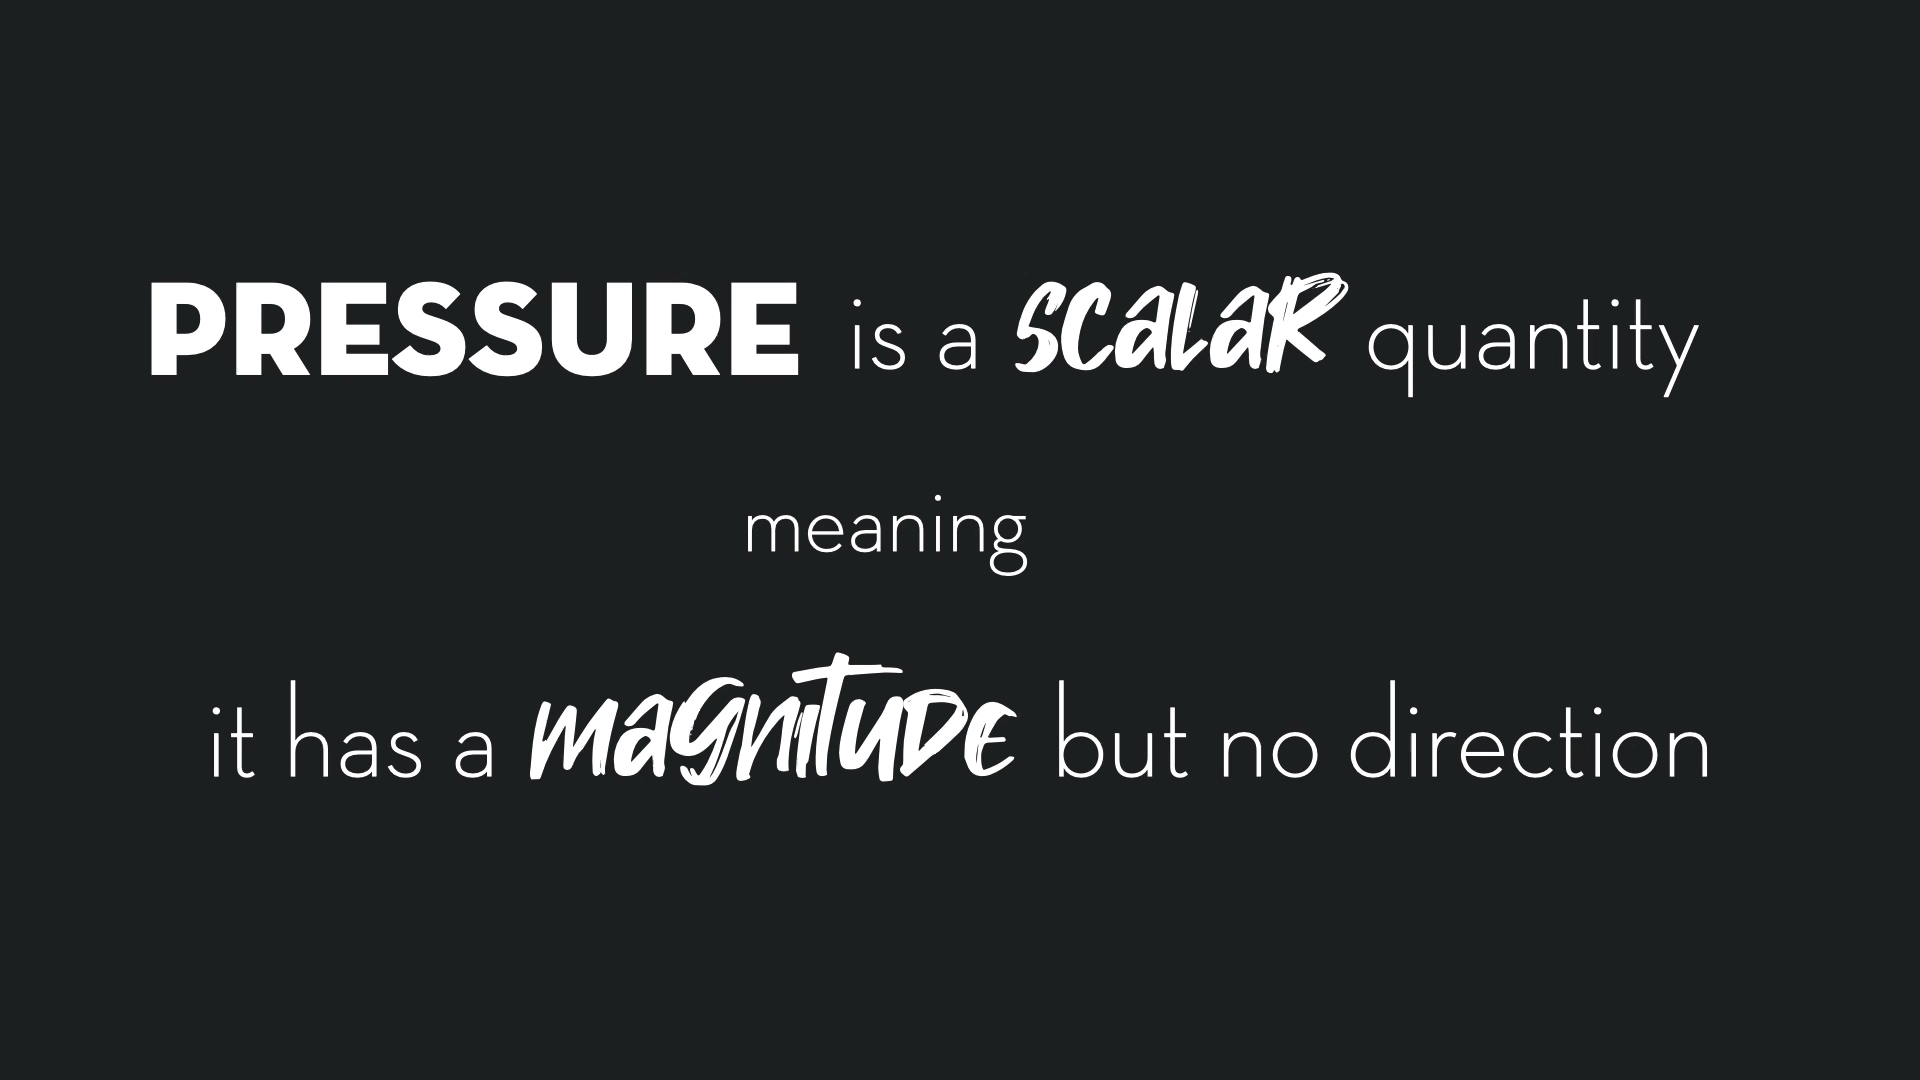 PRESSURE is a scalar quantity
meaning
it has a magnitude but no direction